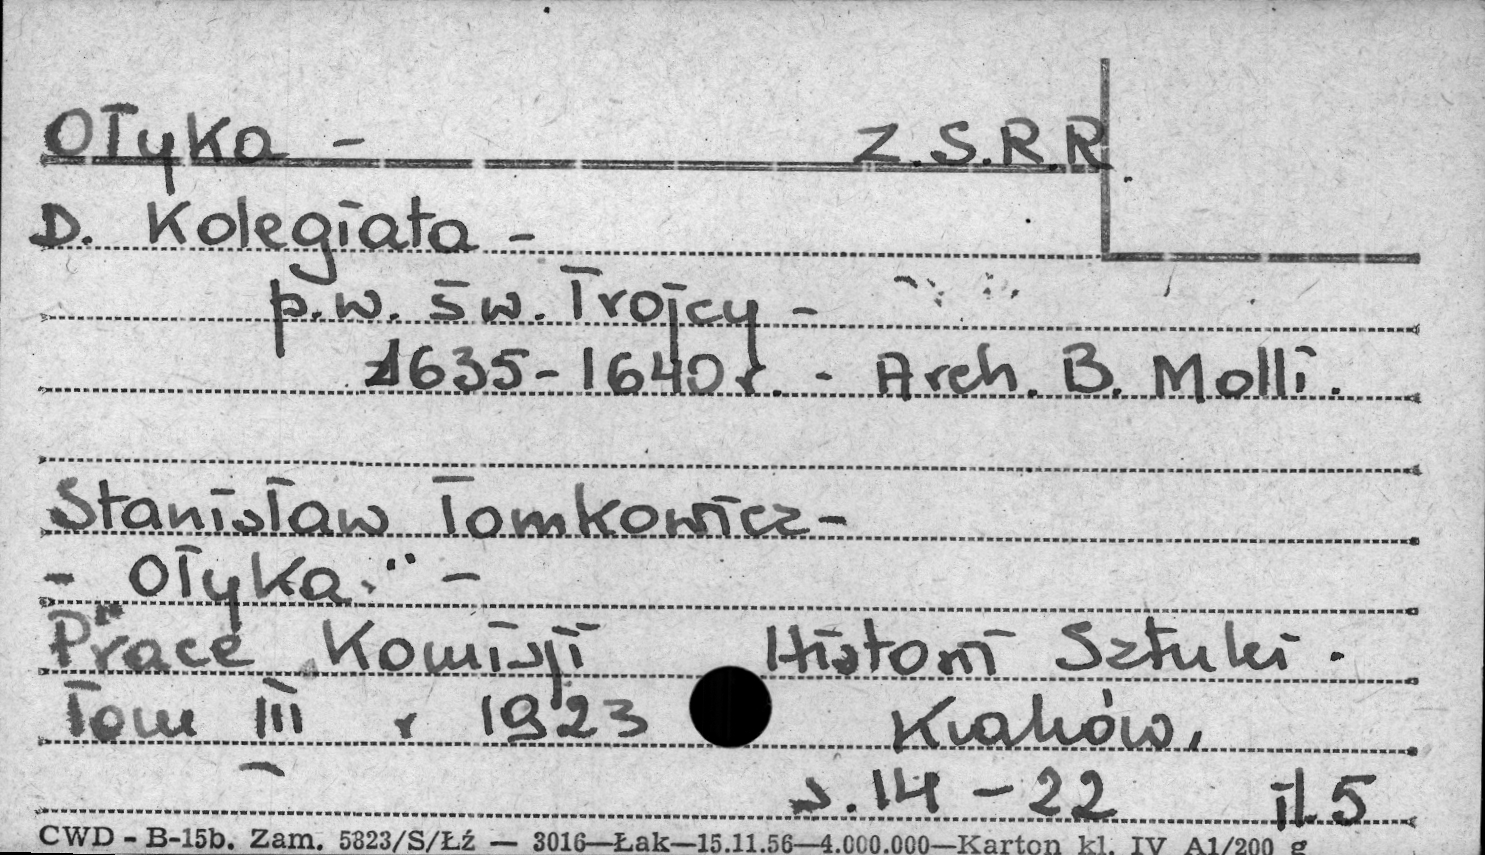 Ołyka - Z.S.R.R.
D. Kolegiata -
p.w. św. Trójcy -
1635-1640 r. - Arch. B. Molli.
Stanisław Tomkowicz -
- Ołyka." -
"Prace Komisji Historii Sztuki.
Tom III r 1923 Kraków,
s. 14 - 22 il. 5
CWD - B-15b. Zam. 5823/S/Łź — 3016—Łak—15.11.56—4.000.000—Karton kl. IV A1/200 g